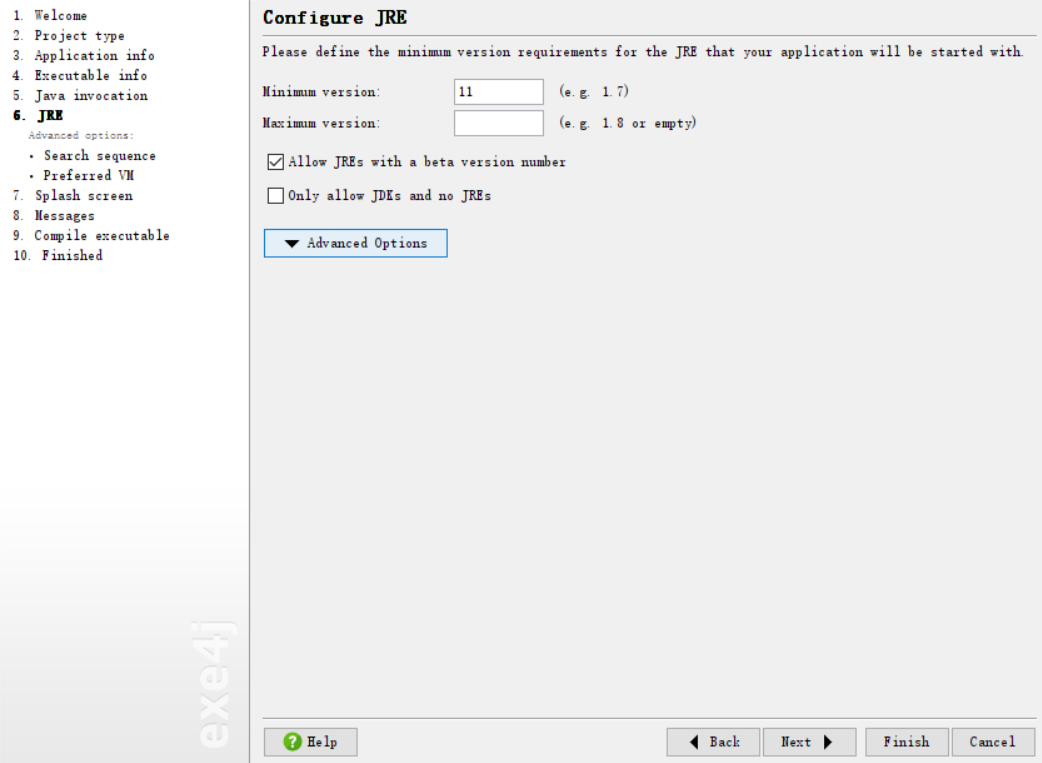 1. Welcome
2. Project type
3. Application info
4. Executable info
5. Java invocation
6. JRE
Advanced options:
• Search sequence
• Preferred VM
7. Splash screen
8. Messages
9. Compile executable
10. Finished
exe4j
Configure JRE
Please define the minimum version requirements for the JRE that your application will be started with.
Minimum version: 11 (e.g. 1.7)
Maximum version: (e.g. 1.8 or empty)
Allow JREs with a beta version number
Only allow JDKs and no JREs
Advanced Options
Help Back Next Finish Cancel